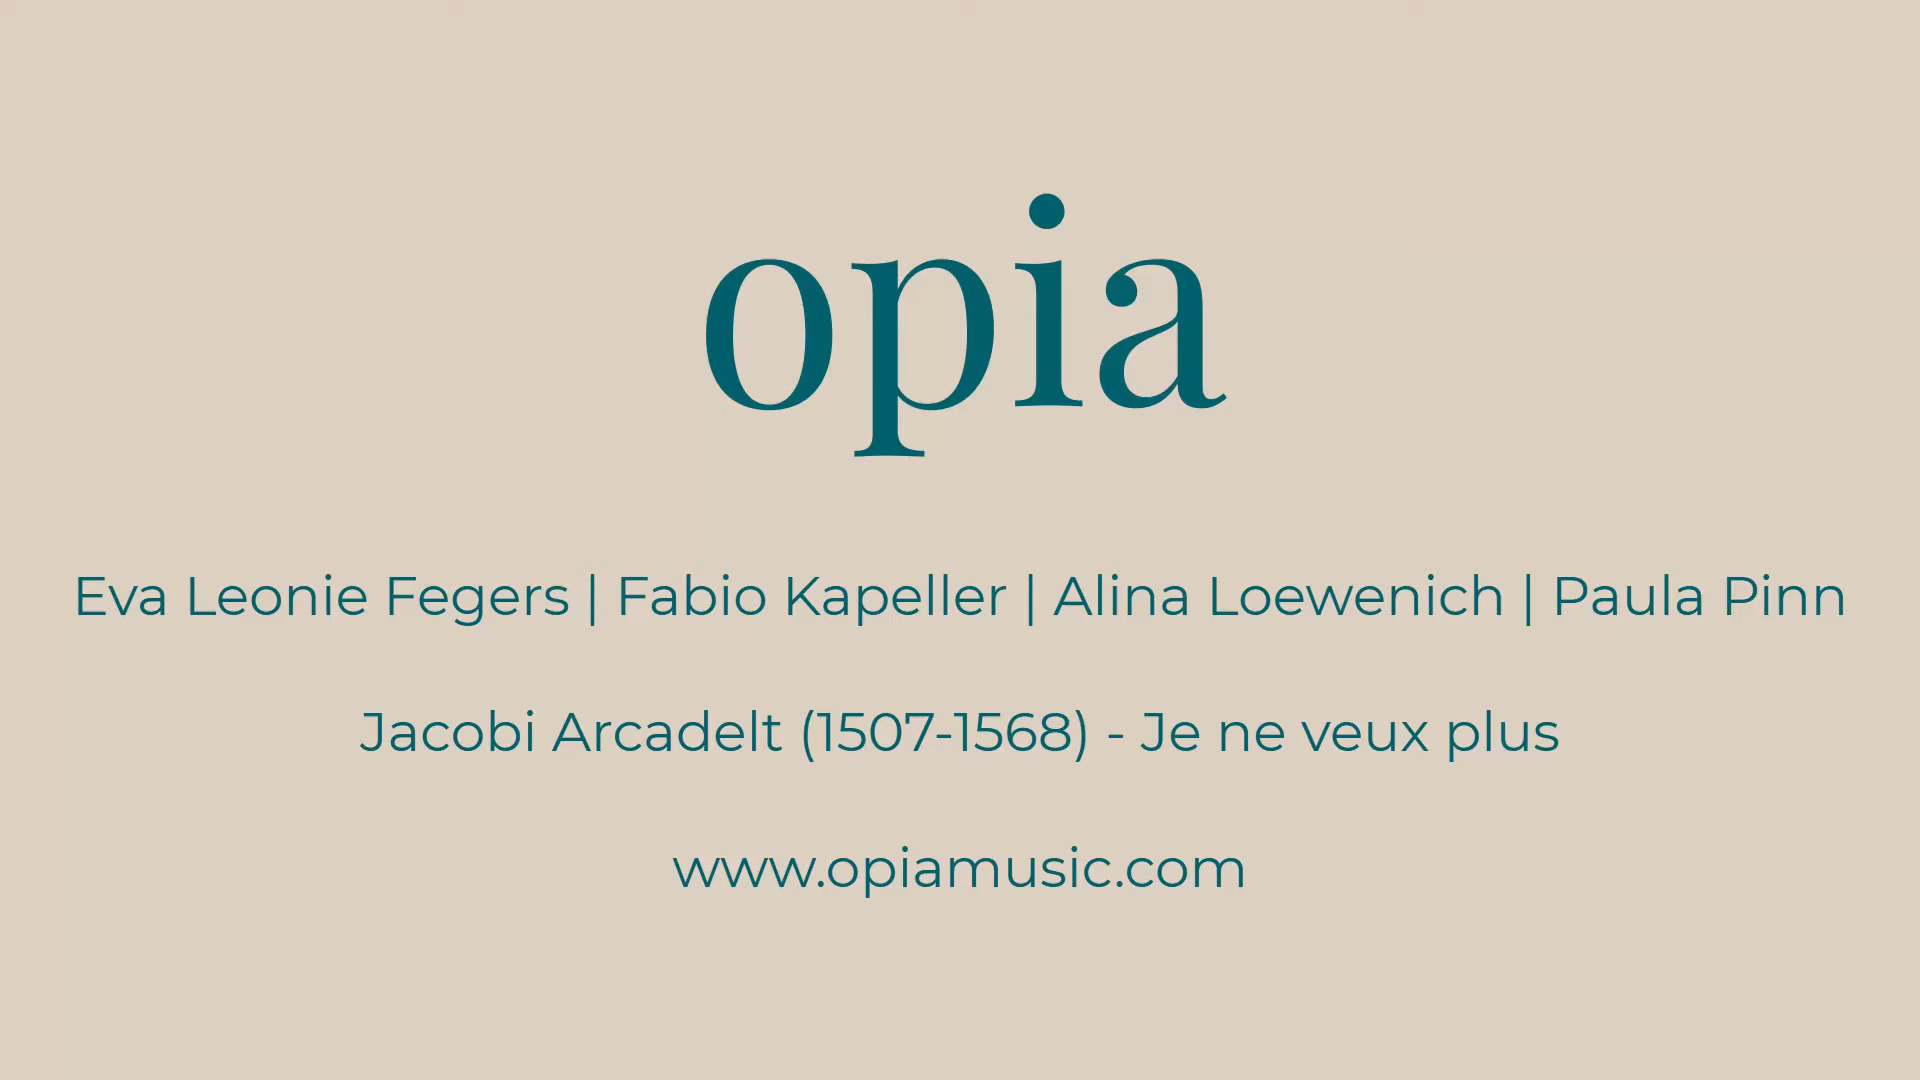 opia
Eva Leonie Fegers | Fabio Kapeller | Alina Loewenich | Paula Pinn
Jacobi Arcadelt (1507-1568) - Je ne veux plus
www.opiamusic.com